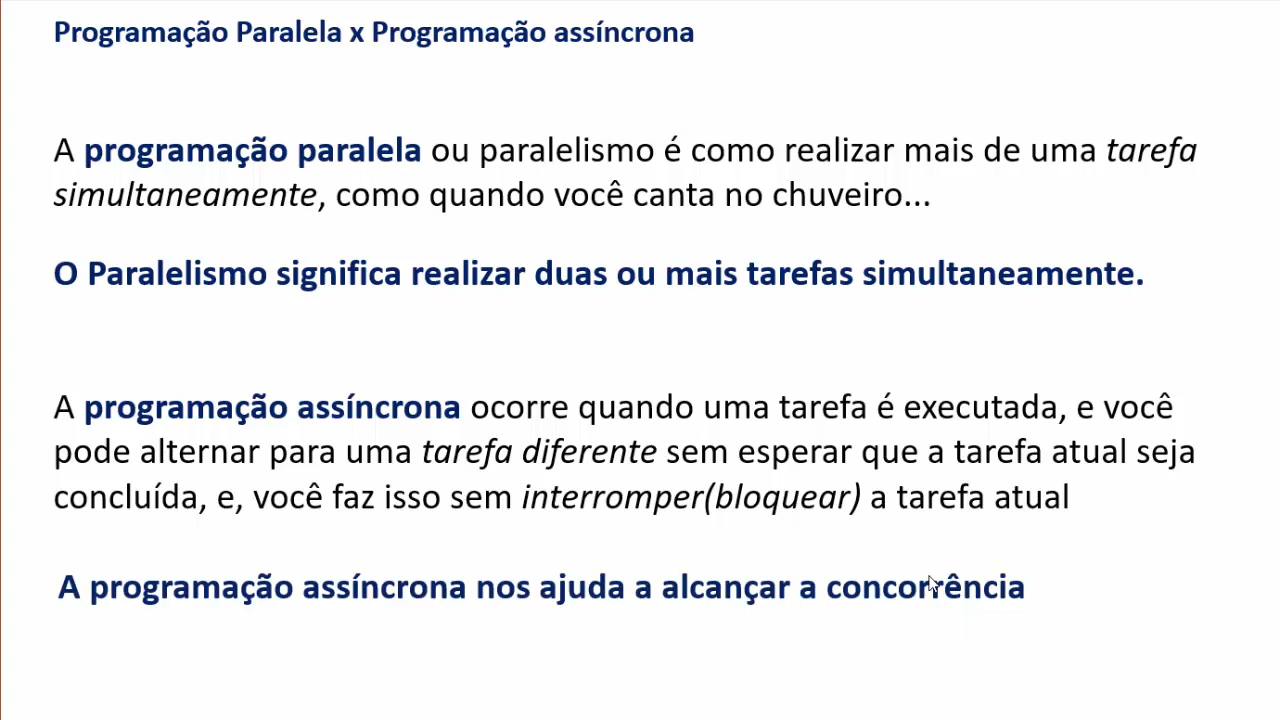 Programação Paralela x Programação assíncrona
A programação paralela ou paralelismo é como realizar mais de uma tarefa
simultaneamente, como quando você canta no chuveiro...
O Paralelismo significa realizar duas ou mais tarefas simultaneamente.
A programação assíncrona ocorre quando uma tarefa é executada, e você
pode alternar para uma tarefa diferente sem esperar que a tarefa atual seja
concluída, e, você faz isso sem interromper(bloquear) a tarefa atual
A programação assíncrona nos ajuda a alcançar a concorrência